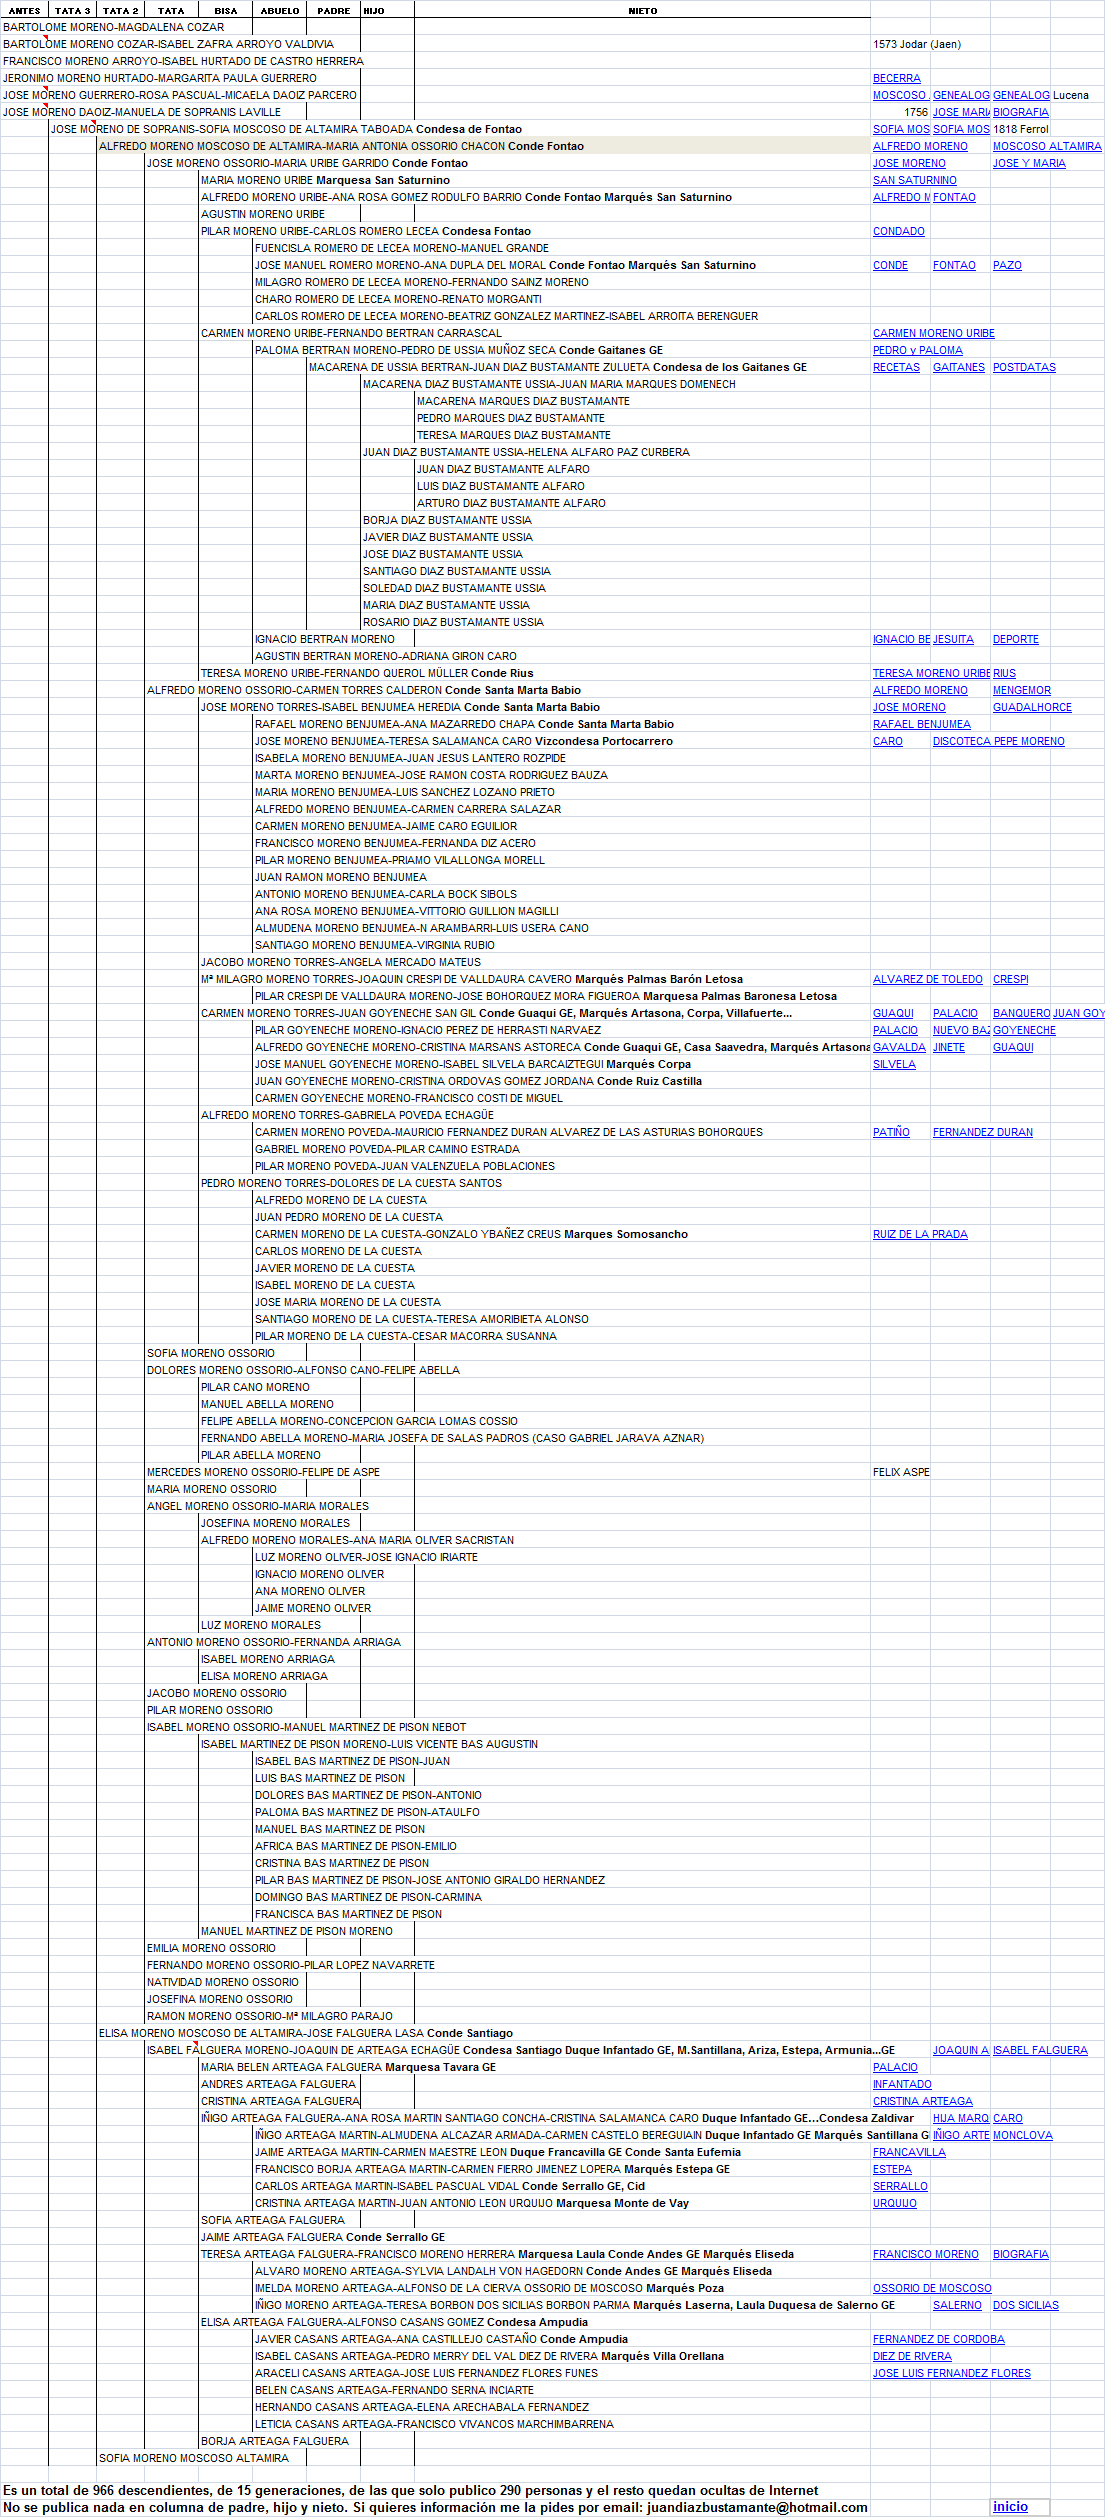 ANTES TATA 3 TATA 2 TATA BISA ABUELO PADRE HIJO NIETO
BARTOLOME MORENO-MAGDALENA COZAR
BARTOLOME MORENO COZAR-ISABEL ZAFRA ARROYO VALDIVIA 1573 Jodar (Jaen)
FRANCISCO MORENO ARROYO-ISABEL HURTADO DE CASTRO HERRERA
JERONIMO MORENO HURTADO-MARGARITA PAULA GUERRERO BECERRA
JOSE MORENO GUERRERO-ROSA PASCUAL-MICAELA DAOIZ PARCERO MOSCOSO GENEALOG GENEALOG Lucena
JOSE MORENO DAOIZ-MANUELA DE SOPRANIS LAVILLE 1756 JOSE MARIA BIOGRAFIA
JOSE MORENO DE SOPRANIS-SOFIA MOSCOSO DE ALTAMIRA TABOADA Condesa de Fontao SOFIA MOS SOFIA MOS 1818 Ferrol
ALFREDO MORENO MOSCOSO DE ALTAMIRA-MARIA ANTONIA OSSORIO CHACON Conde Fontao ALFREDO MORENO MOSCOSO ALTAMIRA
JOSE MORENO OSSORIO-MARIA URIBE GARRIDO Conde Fontao JOSE MORENO JOSE Y MARIA
MARIA MORENO URIBE Marquesa San Saturnino SAN SATURNINO
ALFREDO MORENO URIBE-ANA ROSA GOMEZ RODULFO BARRIO Conde Fontao Marqués San Saturnino ALFREDO M FONTAO
AGUSTIN MORENO URIBE
PILAR MORENO URIBE-CARLOS ROMERO LECEA Condesa Fontao CONDADO
FUENCISLA ROMERO DE LECEA MORENO-MANUEL GRANDE
JOSE MANUEL ROMERO MORENO-ANA DUPLA DEL MORAL Conde Fontao Marqués San Saturnino CONDE FONTAO PAZO
MILAGRO ROMERO DE LECEA MORENO-FERNANDO SAINZ MORENO
CHARO ROMERO DE LECEA MORENO-RENATO MORGANTI
CARLOS ROMERO DE LECEA MORENO-BEATRIZ GONZALEZ MARTINEZ-ISABEL ARROITA BERENGUER
CARMEN MORENO URIBE-FERNANDO BERTRAN CARRASCAL CARMEN MORENO URIBE
PALOMA BERTRAN MORENO-PEDRO DE USSIA MUÑOZ SECA Conde Gaitanes GE PEDRO y PALOMA
MACARENA DE USSIA BERTRAN-JUAN DIAZ BUSTAMANTE ZULUETA Condesa de los Gaitanes GE RECETAS GAITANES POSTDATAS
MACARENA DIAZ BUSTAMANTE USSIA-JUAN MARIA MARQUES DOMENECH
MACARENA MARQUES DIAZ BUSTAMANTE
PEDRO MARQUES DIAZ BUSTAMANTE
TERESA MARQUES DIAZ BUSTAMANTE
JUAN DIAZ BUSTAMANTE USSIA-HELENA ALFARO PAZ CURBERA
JUAN DIAZ BUSTAMANTE ALFARO
LUIS DIAZ BUSTAMANTE ALFARO
ARTURO DIAZ BUSTAMANTE ALFARO
BORJA DIAZ BUSTAMANTE USSIA
JAVIER DIAZ BUSTAMANTE USSIA
JOSE DIAZ BUSTAMANTE USSIA
SANTIAGO DIAZ BUSTAMANTE USSIA
SOLEDAD DIAZ BUSTAMANTE USSIA
MARIA DIAZ BUSTAMANTE USSIA
ROSARIO DIAZ BUSTAMANTE USSIA
IGNACIO BERTRAN MORENO IGNACIO BE JESUITA DEPORTE
AGUSTIN BERTRAN MORENO-ADRIANA GIRON CARO
TERESA MORENO URIBE-FERNANDO QUEROL MÜLLER Conde Rius TERESA MORENO URIBE RIUS
ALFREDO MORENO OSSORIO-CARMEN TORRES CALDERON Conde Santa Marta Babio ALFREDO MORENO MENGEMOR
JOSE MORENO TORRES-ISABEL BENJUMEA HEREDIA Conde Santa Marta Babio JOSE MORENO GUADALHORCE
RAFAEL MORENO BENJUMEA-ANA MAZARREDO CHAPA Conde Santa Marta Babio RAFAEL BENJUMEA
JOSE MORENO BENJUMEA-TERESA SALAMANCA CARO Vizcondesa Portocarrero CARO DISCOTECA PEPE MORENO
ISABELA MORENO BENJUMEA-JUAN JESUS LANTERO ROZPIDE
MARTA MORENO BENJUMEA-JOSE RAMON COSTA RODRIGUEZ BAUZA
MARIA MORENO BENJUMEA-LUIS SANCHEZ LOZANO PRIETO
ALFREDO MORENO BENJUMEA-CARMEN CARRERA SALAZAR
CARMEN MORENO BENJUMEA-JAIME CARO EGUILIOR
FRANCISCO MORENO BENJUMEA-FERNANDA DIZ ACERO
PILAR MORENO BENJUMEA-PRIAMO VILALLONGA MORELL
JUAN RAMON MORENO BENJUMEA
ANTONIO MORENO BENJUMEA-CARLA BOCK SIBOLS
ANA ROSA MORENO BENJUMEA-VITTORIO GUILLION MAGILLI
ALMUDENA MORENO BENJUMEA-N ARAMBARRI-LUIS USERA CANO
SANTIAGO MORENO BENJUMEA-VIRGINIA RUBIO
JACOBO MORENO TORRES-ANGELA MERCADO MATEUS
Mª MILAGRO MORENO TORRES-JOAQUIN CRESPI DE VALLDAURA CAVERO Marqués Palmas Barón Letosa ALVAREZ DE TOLEDO CRESPI
PILAR CRESPI DE VALLDAURA MORENO-JOSE BOHORQUEZ MORA FIGUEROA Marquesa Palmas Baronesa Letosa
CARMEN MORENO TORRES-JUAN GOYENECHE SAN GIL Conde Guaqui GE, Marqués Artasona, Corpa, Villafuerte... GUAQUI PALACIO BANQUERO JUAN GOY
PILAR GOYENECHE MORENO-IGNACIO PEREZ DE HERRASTI NARVAEZ PALACIO NUEVO BAZ GOYENECHE
ALFREDO GOYENECHE MORENO-CRISTINA MARSANS ASTORECA Conde Guaqui GE, Casa Saavedra, Marqués Artasona GAVALDA JINETE GUAQUI
JOSE MANUEL GOYENECHE MORENO-ISABEL SILVELA BARCAIZTEGUI Marqués Corpa SILVELA
JUAN GOYENECHE MORENO-CRISTINA ORDOVAS GOMEZ JORDANA Conde Ruiz Castilla
CARMEN GOYENECHE MORENO-FRANCISCO COSTI DE MIGUEL
ALFREDO MORENO TORRES-GABRIELA POVEDA ECHAGÜE
CARMEN MORENO POVEDA-MAURICIO FERNANDEZ DURAN ALVAREZ DE LAS ASTURIAS BOHORQUES PATIÑO FERNANDEZ DURAN
GABRIEL MORENO POVEDA-PILAR CAMINO ESTRADA
PILAR MORENO POVEDA-JUAN VALENZUELA POBLACIONES
PEDRO MORENO TORRES-DOLORES DE LA CUESTA SANTOS
ALFREDO MORENO DE LA CUESTA
JUAN PEDRO MORENO DE LA CUESTA
CARMEN MORENO DE LA CUESTA-GONZALO YBAÑEZ CREUS Marques Somosancho RUIZ DE LA PRADA
CARLOS MORENO DE LA CUESTA
JAVIER MORENO DE LA CUESTA
ISABEL MORENO DE LA CUESTA
JOSE MARIA MORENO DE LA CUESTA
SANTIAGO MORENO DE LA CUESTA-TERESA AMORIBIETA ALONSO
PILAR MORENO DE LA CUESTA-CESAR MACORRA SUSANNA
SOFIA MORENO OSSORIO
DOLORES MORENO OSSORIO-ALFONSO CANO-FELIPE ABELLA
PILAR CANO MORENO
MANUEL ABELLA MORENO
FELIPE ABELLA MORENO-CONCEPCION GARCIA LOMAS COSSIO
FERNANDO ABELLA MORENO-MARIA JOSEFA DE SALAS PADROS (CASO GABRIEL JARAVA AZNAR)
PILAR ABELLA MORENO
MERCEDES MORENO OSSORIO-FELIPE DE ASPE FELIX ASPE
MARIA MORENO OSSORIO
ANGEL MORENO OSSORIO-MARIA MORALES
JOSEFINA MORENO MORALES
ALFREDO MORENO MORALES-ANA MARIA OLIVER SACRISTAN
LUZ MORENO OLIVER-JOSE IGNACIO IRIARTE
IGNACIO MORENO OLIVER
ANA MORENO OLIVER
JAIME MORENO OLIVER
LUZ MORENO MORALES
ANTONIO MORENO OSSORIO-FERNANDA ARRIAGA
ISABEL MORENO ARRIAGA
ELISA MORENO ARRIAGA
JACOBO MORENO OSSORIO
PILAR MORENO OSSORIO
ISABEL MORENO OSSORIO-MANUEL MARTINEZ DE PISON NEBOT
ISABEL MARTINEZ DE PISON MORENO-LUIS VICENTE BAS AUGUSTIN
ISABEL BAS MARTINEZ DE PISON-JUAN
LUIS BAS MARTINEZ DE PISON
DOLORES BAS MARTINEZ DE PISON-ANTONIO
PALOMA BAS MARTINEZ DE PISON-ATAULFO
MANUEL BAS MARTINEZ DE PISON
AFRICA BAS MARTINEZ DE PISON-EMILIO
CRISTINA BAS MARTINEZ DE PISON
PILAR BAS MARTINEZ DE PISON-JOSE ANTONIO GIRALDO HERNANDEZ
DOMINGO BAS MARTINEZ DE PISON-CARMINA
FRANCISCA BAS MARTINEZ DE PISON
MANUEL MARTINEZ DE PISON MORENO
EMILIA MORENO OSSORIO
FERNANDO MORENO OSSORIO-PILAR LOPEZ NAVARRETE
NATIVIDAD MORENO OSSORIO
JOSEFINA MORENO OSSORIO
RAMON MORENO OSSORIO-Mª MILAGRO PARAJO
ELISA MORENO MOSCOSO DE ALTAMIRA-JOSE FALGUERA LASA Conde Santiago
ISABEL FALGUERA MORENO-JOAQUIN DE ARTEAGA ECHAGÜE Condesa Santiago Duque Infantado GE, M.Santillana, Ariza, Estepa, Armunia...GE JOAQUIN A ISABEL FALGUERA
MARIA BELEN ARTEAGA FALGUERA Marquesa Tavara GE PALACIO
ANDRES ARTEAGA FALGUERA INFANTADO
CRISTINA ARTEAGA FALGUERA CRISTINA ARTEAGA
IÑIGO ARTEAGA FALGUERA-ANA ROSA MARTIN SANTIAGO CONCHA-CRISTINA SALAMANCA CARO Duque Infantado GE...Condesa Zaldivar HIJA MARQ CARO
IÑIGO ARTEAGA MARTIN-ALMUDENA ALCAZAR ARMADA-CARMEN CASTELO BEREGUIAIN Duque Infantado GE Marqués Santillana G IÑIGO ARTE MONCLOVA
JAIME ARTEAGA MARTIN-CARMEN MAESTRE LEON Duque Francavilla GE Conde Santa Eufemia FRANCAVILLA
FRANCISCO BORJA ARTEAGA MARTIN-CARMEN FIERRO JIMENEZ LOPERA Marqués Estepa GE ESTEPA
CARLOS ARTEAGA MARTIN-ISABEL PASCUAL VIDAL Conde Serrallo GE, Cid SERRALLO
CRISTINA ARTEAGA MARTIN-JUAN ANTONIO LEON URQUIJO Marquesa Monte de Vay URQUIJO
SOFIA ARTEAGA FALGUERA
JAIME ARTEAGA FALGUERA Conde Serrallo GE
TERESA ARTEAGA FALGUERA-FRANCISCO MORENO HERRERA Marquesa Laula Conde Andes GE Marqués Eliseda FRANCISCO MORENO BIOGRAFIA
ALVARO MORENO ARTEAGA-SYLVIA LANDALH VON HAGEDORN Conde Andes GE Marqués Eliseda
IMELDA MORENO ARTEAGA-ALFONSO DE LA CIERVA OSSORIO DE MOSCOSO Marqués Poza OSSORIO DE MOSCOSO
IÑIGO MORENO ARTEAGA-TERESA BORBON DOS SICILIAS BORBON PARMA Marqués Laserna, Laula Duquesa de Salerno GE SALERNO DOS SICILIAS
ELISA ARTEAGA FALGUERA-ALFONSO CASANS GOMEZ Condesa Ampudia
JAVIER CASANS ARTEAGA-ANA CASTILLEJO CASTAÑO Conde Ampudia FERNANDEZ DE CORDOBA
ISABEL CASANS ARTEAGA-PEDRO MERRY DEL VAL DIEZ DE RIVERA Marqués Villa Orellana DIEZ DE RIVERA
ARACELI CASANS ARTEAGA-JOSE LUIS FERNANDEZ FLORES FUNES JOSE LUIS FERNANDEZ FLORES
BELEN CASANS ARTEAGA-FERNANDO SERNA INCIARTE
HERNANDO CASANS ARTEAGA-ELENA ARECHABALA FERNANDEZ
LETICIA CASANS ARTEAGA-FRANCISCO VIVANCOS MARCHIMBARRENA
BORJA ARTEAGA FALGUERA
SOFIA MORENO MOSCOSO ALTAMIRA
Es un total de 966 descendientes, de 15 generaciones, de las que solo publico 290 personas y el resto quedan ocultas de Internet
No se publica nada en columna de padre, hijo y nieto. Si quieres información me la pides por email: juandiazbustamante@hotmail.com inicio